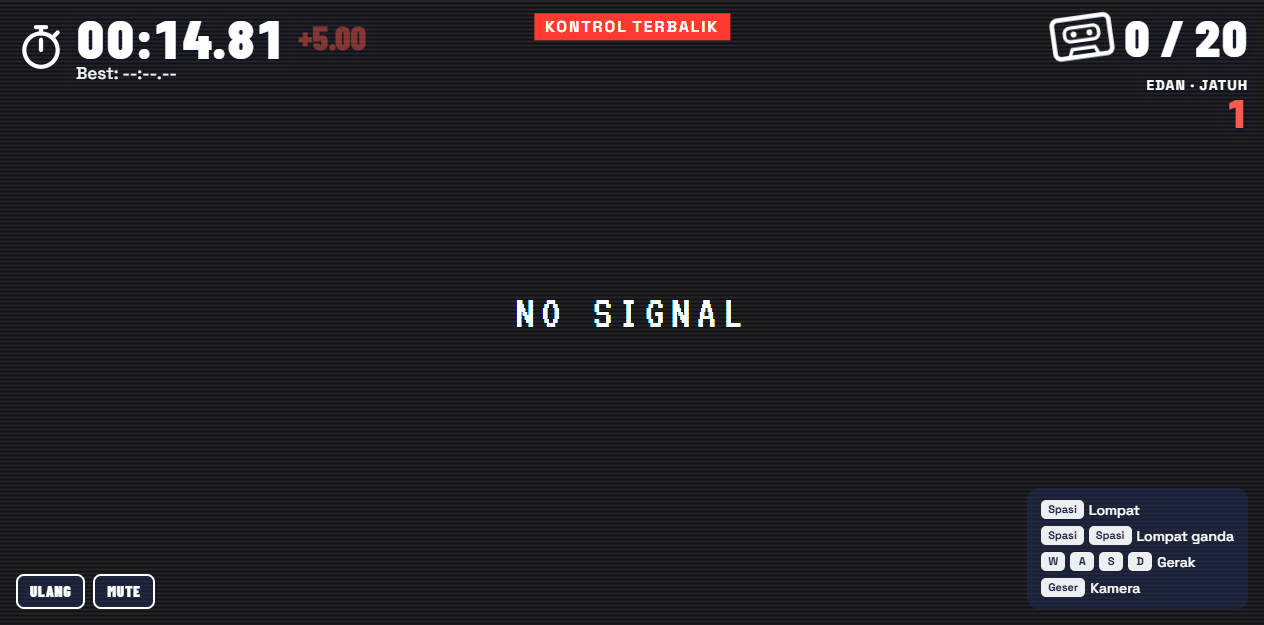 00:14.81 +5.00
Best: --:--.--
KONTROL TERBALIK
0 / 20
EDAN · JATUH
1
NO SIGNAL
Spasi Lompat
Spasi Spasi Lompat ganda
W A S D Gerak
Geser Kamera
ULANG MUTE